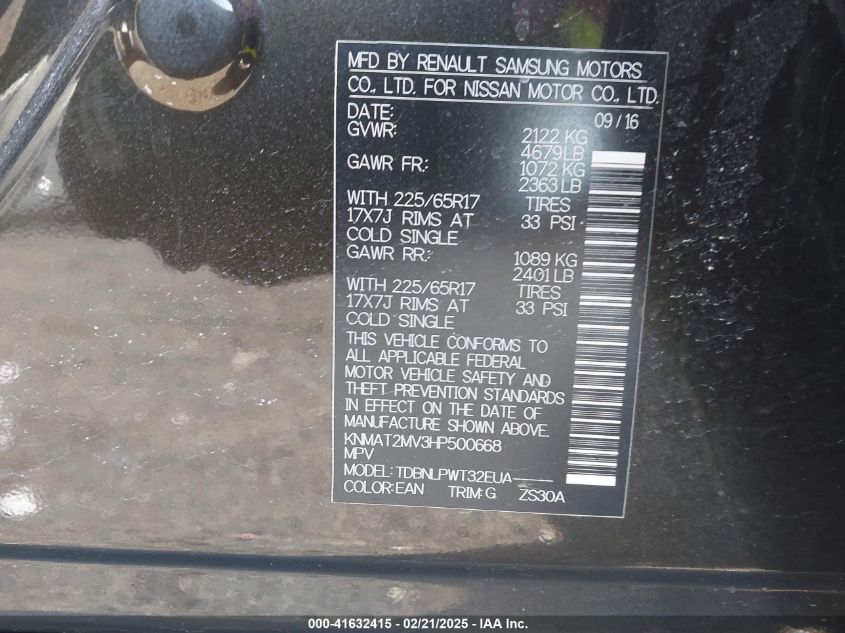 MFD BY RENAULT SAMSUNG MOTORS
CO., LTD. FOR NISSAN MOTOR CO., LTD.
DATE: 09/16
GVWR: 2122 KG
4679LB
GAWR FR.: 1072 KG
2363 LB
WITH 225/65R17 TIRES
17X7J RIMS AT 33 PSI
COLD SINGLE
GAWR RR.: 1089 KG
2401 LB
WITH 225/65R17 TIRES
17X7J RIMS AT 33 PSI
COLD SINGLE
THIS VEHICLE CONFORMS TO
ALL APPLICABLE FEDERAL
MOTOR VEHICLE SAFETY AND
THEFT PREVENTION STANDARDS
IN EFFECT ON THE DATE OF
MANUFACTURE SHOWN ABOVE.
KNMAT2MV3HP500668
MPV
MODEL: TDBNLPWT32EUA-----
COLOR:EAN TRIM:G ZS30A
000-41632415 - 02/21/2025 - IAA Inc.